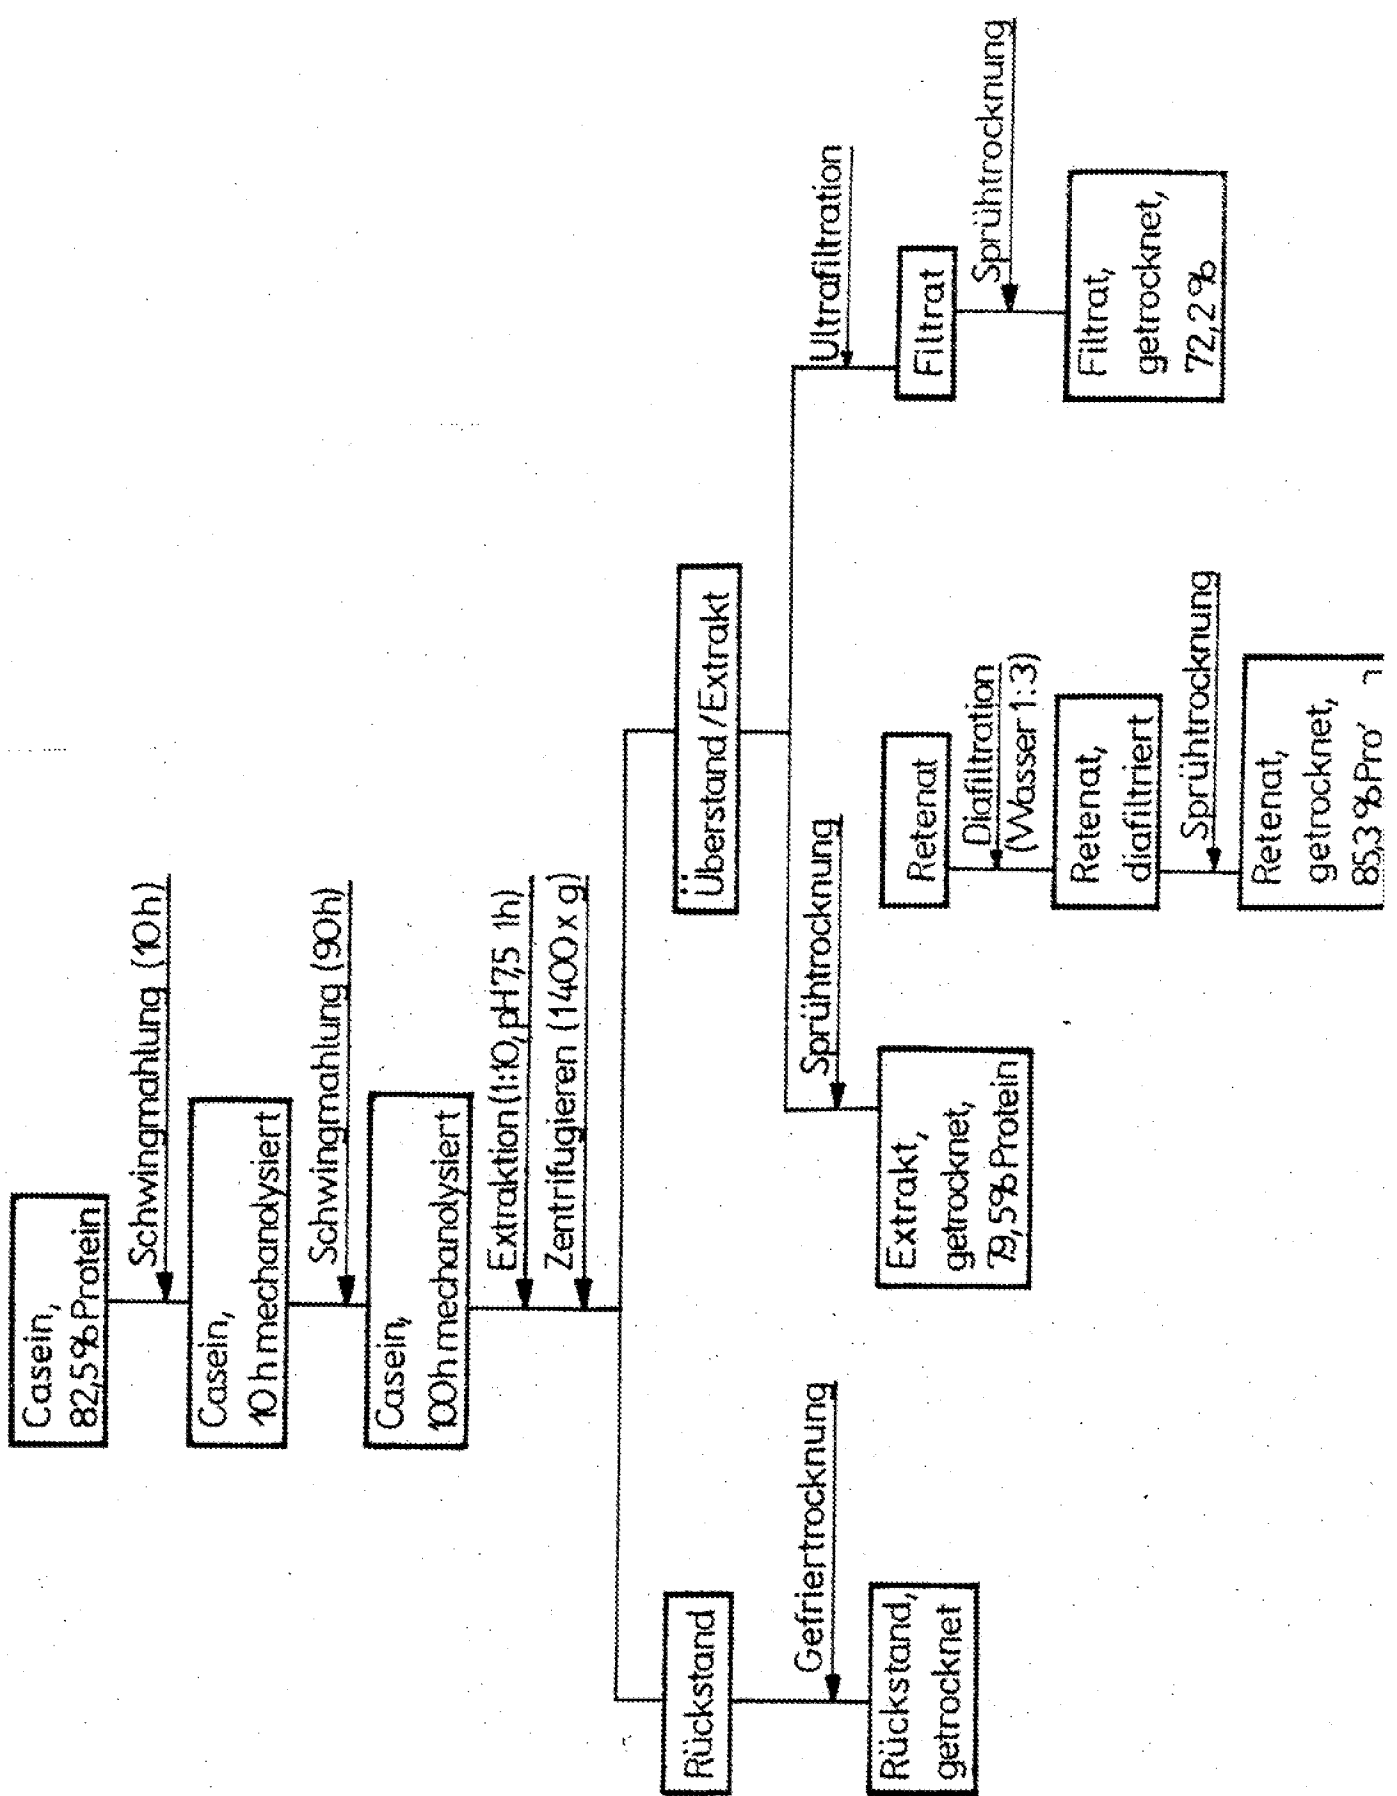 Casein,
82,5% Protein
Schwingmahlung (10h)
Casein,
10 h mechanolysiert
Schwingmahlung (90h)
Casein,
100h mechanolysiert
Extraktion (1:10, pH 7,5 1h)
Zentrifugieren (1400 x g)
Rückstand
Überstand / Extrakt
Gefriertrocknung
Sprühtrocknung
Ultrafiltration
Rückstand,
getrocknet
Extrakt,
getrocknet,
79,5% Protein
Retenat
Filtrat
Diafiltration
(Wasser 1:3)
Sprühtrocknung
Retenat,
diafiltriert
Filtrat,
getrocknet,
72,2 %
Sprühtrocknung
Retenat,
getrocknet,
85,3 %